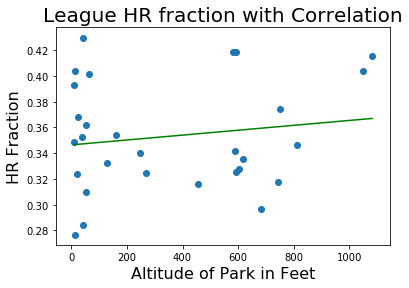 League HR fraction with Correlation
HR Fraction
0.42
0.40
0.38
0.36
0.34
0.32
0.30
0.28
0 200 400 600 800 1000
Altitude of Park in Feet